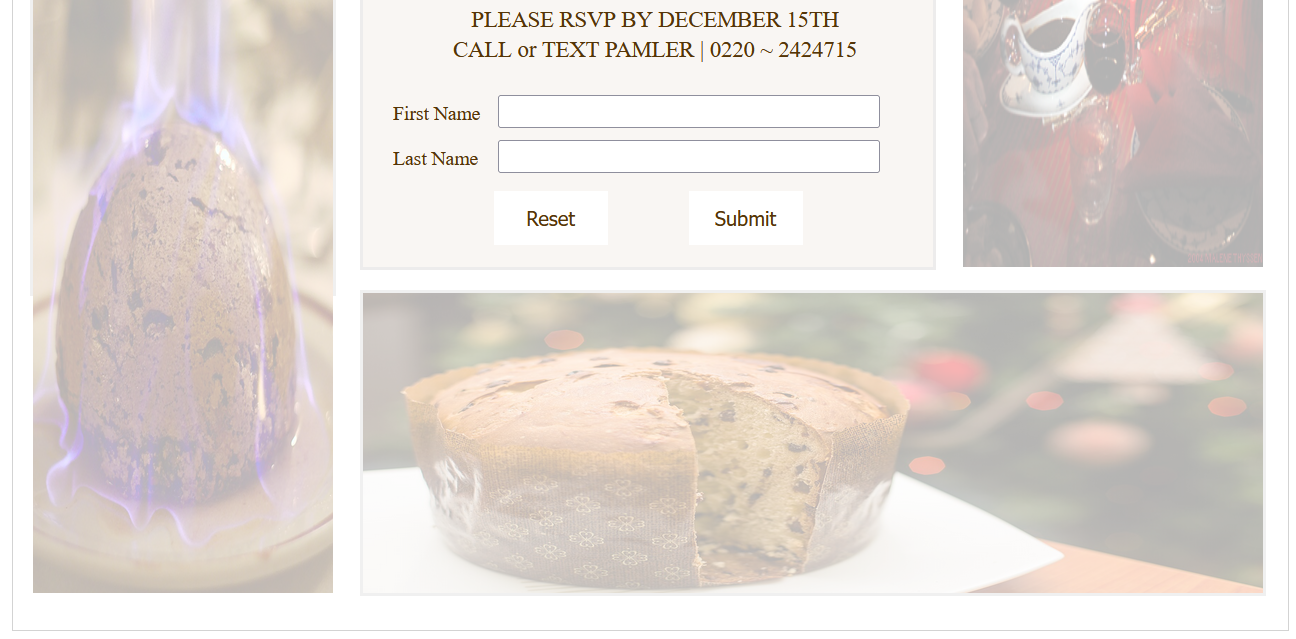 PLEASE RSVP BY DECEMBER 15TH
CALL or TEXT PAMLER | 0220 ~ 2424715
First Name
Last Name
Reset
Submit